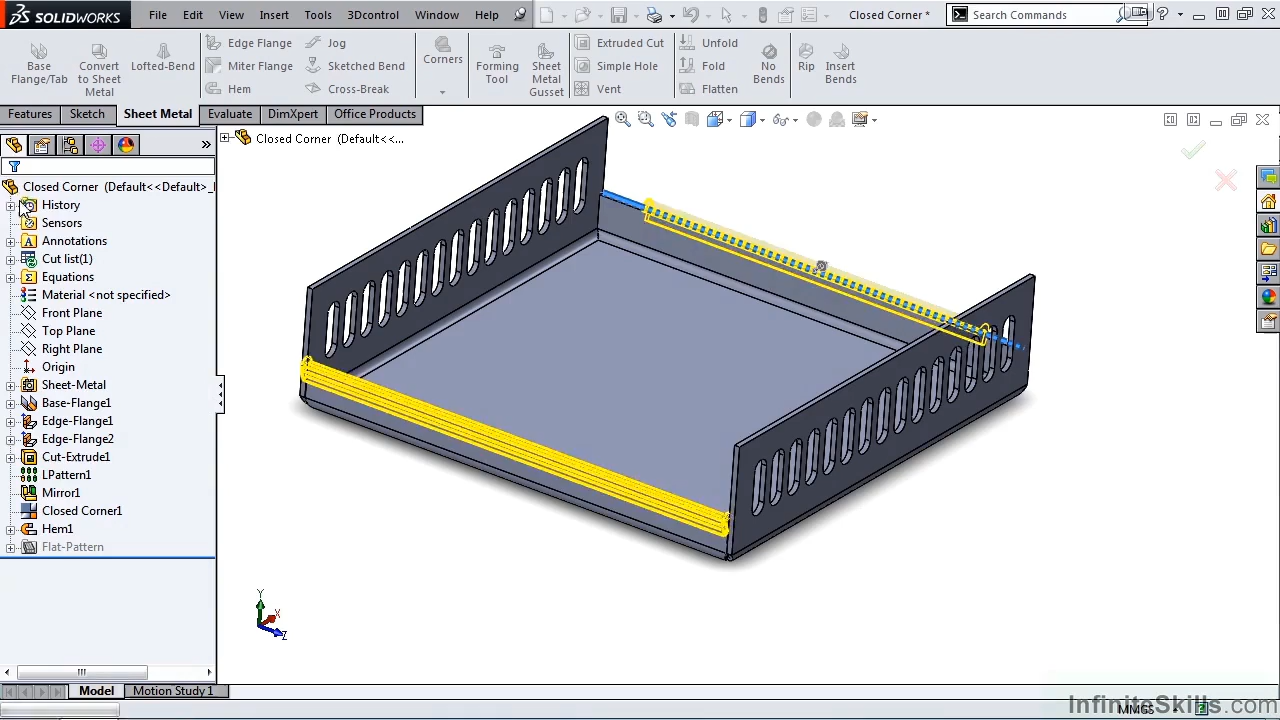 SOLIDWORKS
File Edit View Insert Tools 3Dcontrol Window Help
Closed Corner *
Search Commands
Base Flange/Tab
Convert to Sheet Metal
Lofted-Bend
Edge Flange
Miter Flange
Hem
Jog
Sketched Bend
Cross-Break
Corners
Forming Tool
Sheet Metal Gusset
Extruded Cut
Simple Hole
Vent
Unfold
Fold
Flatten
No Bends
Rip
Insert Bends
Features Sketch Sheet Metal Evaluate DimXpert Office Products
Closed Corner (Default<<...
Closed Corner (Default<<Default>_
History
Sensors
Annotations
Cut list(1)
Equations
Material <not specified>
Front Plane
Top Plane
Right Plane
Origin
Sheet-Metal
Base-Flange1
Edge-Flange1
Edge-Flange2
Cut-Extrude1
LPattern1
Mirror1
Closed Corner1
Hem1
Flat-Pattern
Y
X
Z
Model Motion Study 1
MMGS
InfiniteSkills.com